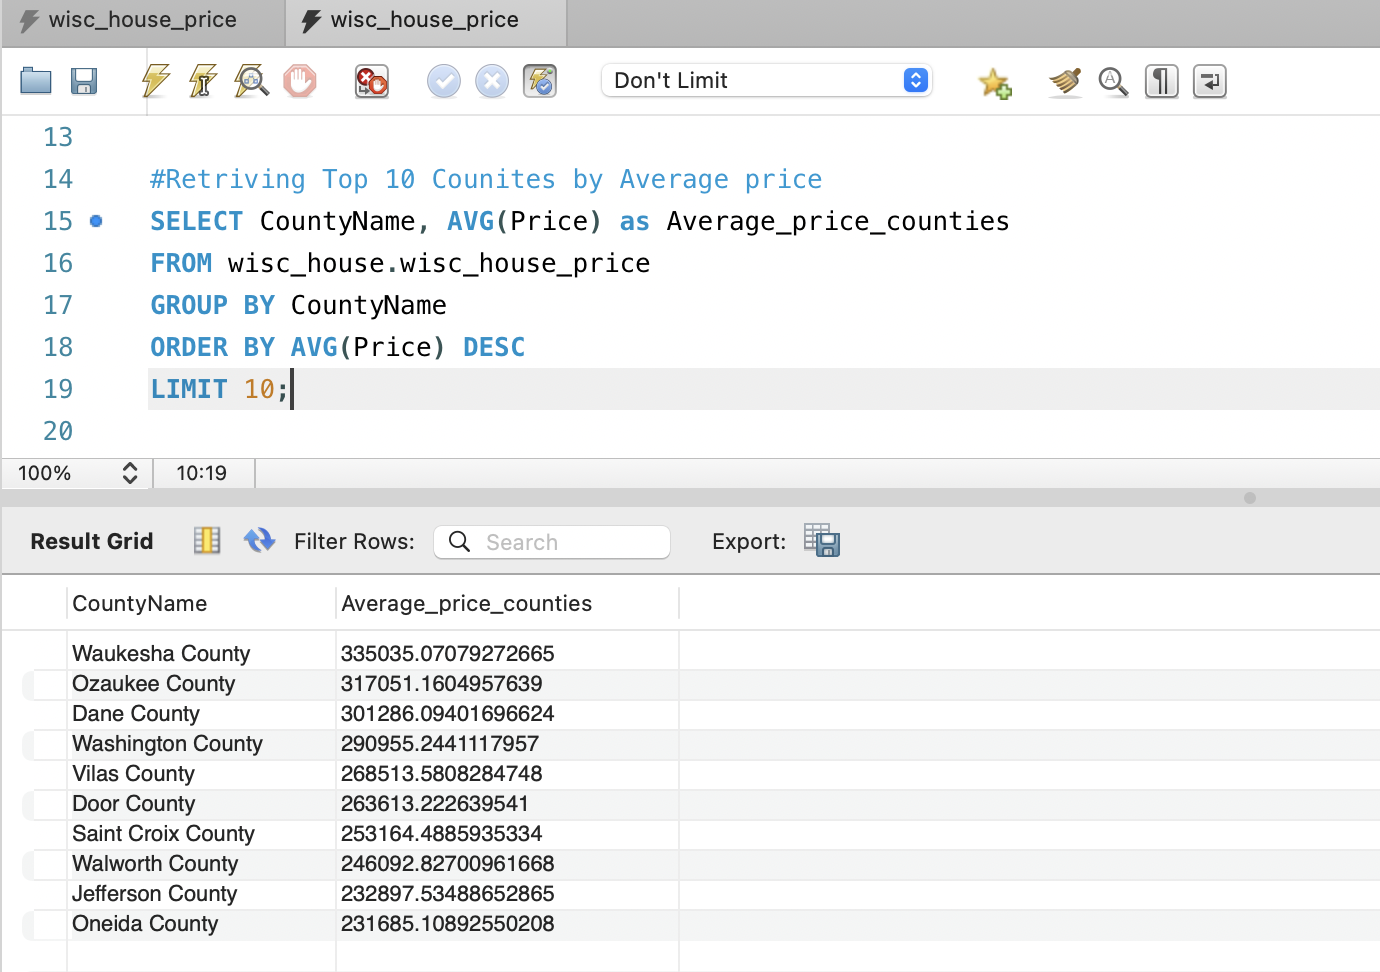 wisc_house_price wisc_house_price
Don't Limit
13
14 #Retriving Top 10 Counites by Average price
15 SELECT CountyName, AVG(Price) as Average_price_counties
16 FROM wisc_house.wisc_house_price
17 GROUP BY CountyName
18 ORDER BY AVG(Price) DESC
19 LIMIT 10;
20
100% 10:19
Result Grid Filter Rows: Search Export:
CountyName Average_price_counties
Waukesha County 335035.07079272665
Ozaukee County 317051.1604957639
Dane County 301286.09401696624
Washington County 290955.2441117957
Vilas County 268513.5808284748
Door County 263613.222639541
Saint Croix County 253164.4885935334
Walworth County 246092.82700961668
Jefferson County 232897.53488652865
Oneida County 231685.10892550208